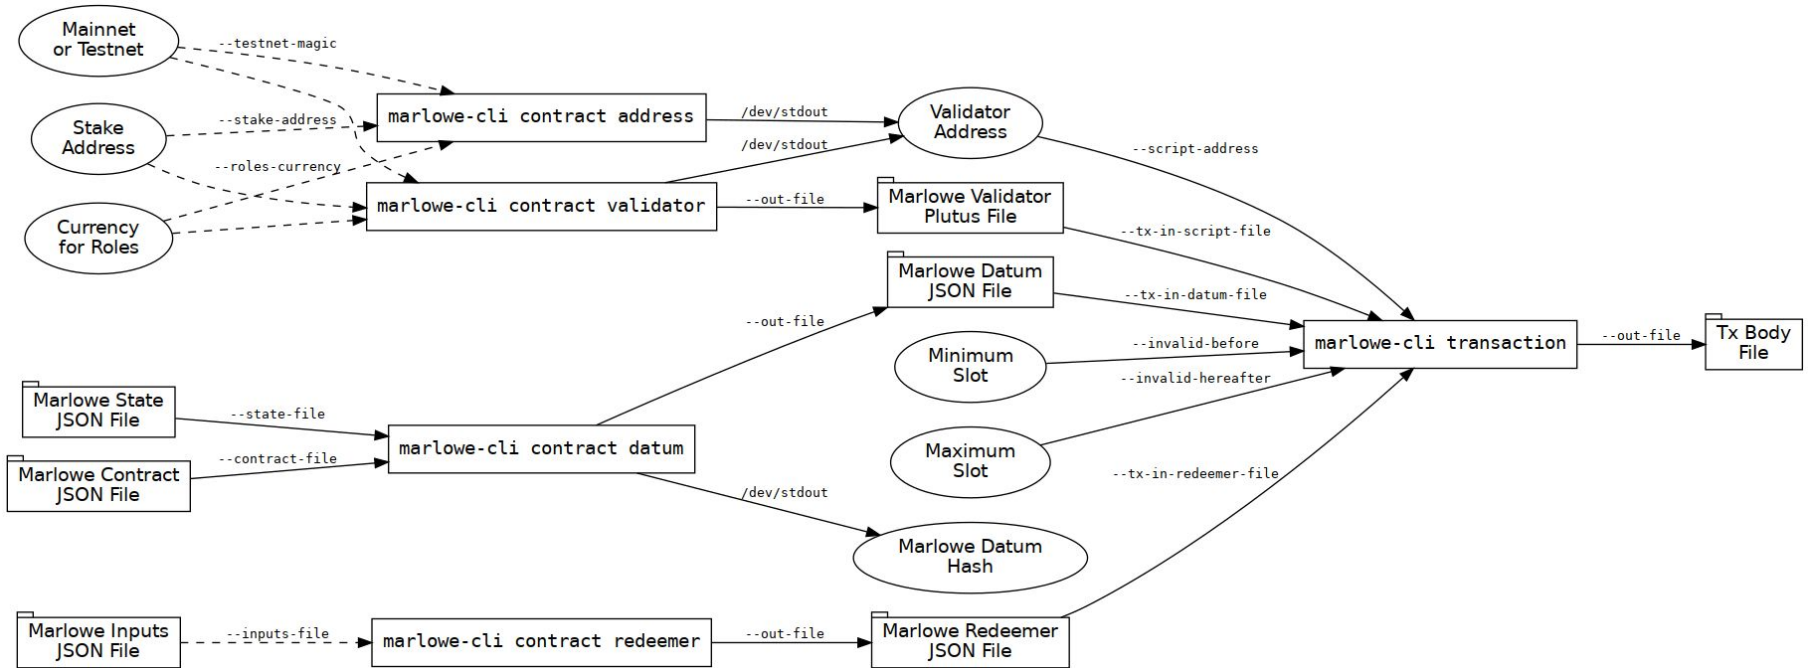 Mainnet
or Testnet
--testnet-magic
marlowe-cli contract address
/dev/stdout
Validator
Address
Stake
Address
--stake-address
/dev/stdout
--script-address
--roles-currency
marlowe-cli contract validator
--out-file
Marlowe Validator
Plutus File
Currency
for Roles
--tx-in-script-file
Marlowe Datum
JSON File
--tx-in-datum-file
--out-file
Minimum
Slot
--invalid-before
marlowe-cli transaction
--out-file
Tx Body
File
--invalid-hereafter
Marlowe State
JSON File
--state-file
marlowe-cli contract datum
Maximum
Slot
Marlowe Contract
JSON File
--contract-file
--tx-in-redeemer-file
/dev/stdout
Marlowe Datum
Hash
Marlowe Inputs
JSON File
--inputs-file
marlowe-cli contract redeemer
--out-file
Marlowe Redeemer
JSON File